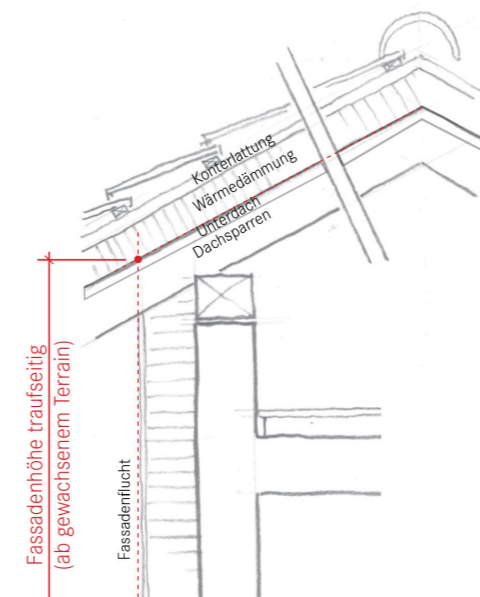 Konterlattung
Wärmedämmung
Unterdach
Dachsparren
Fassadenhöhe traufseitig
(ab gewachsenem Terrain)
Fassadenflucht